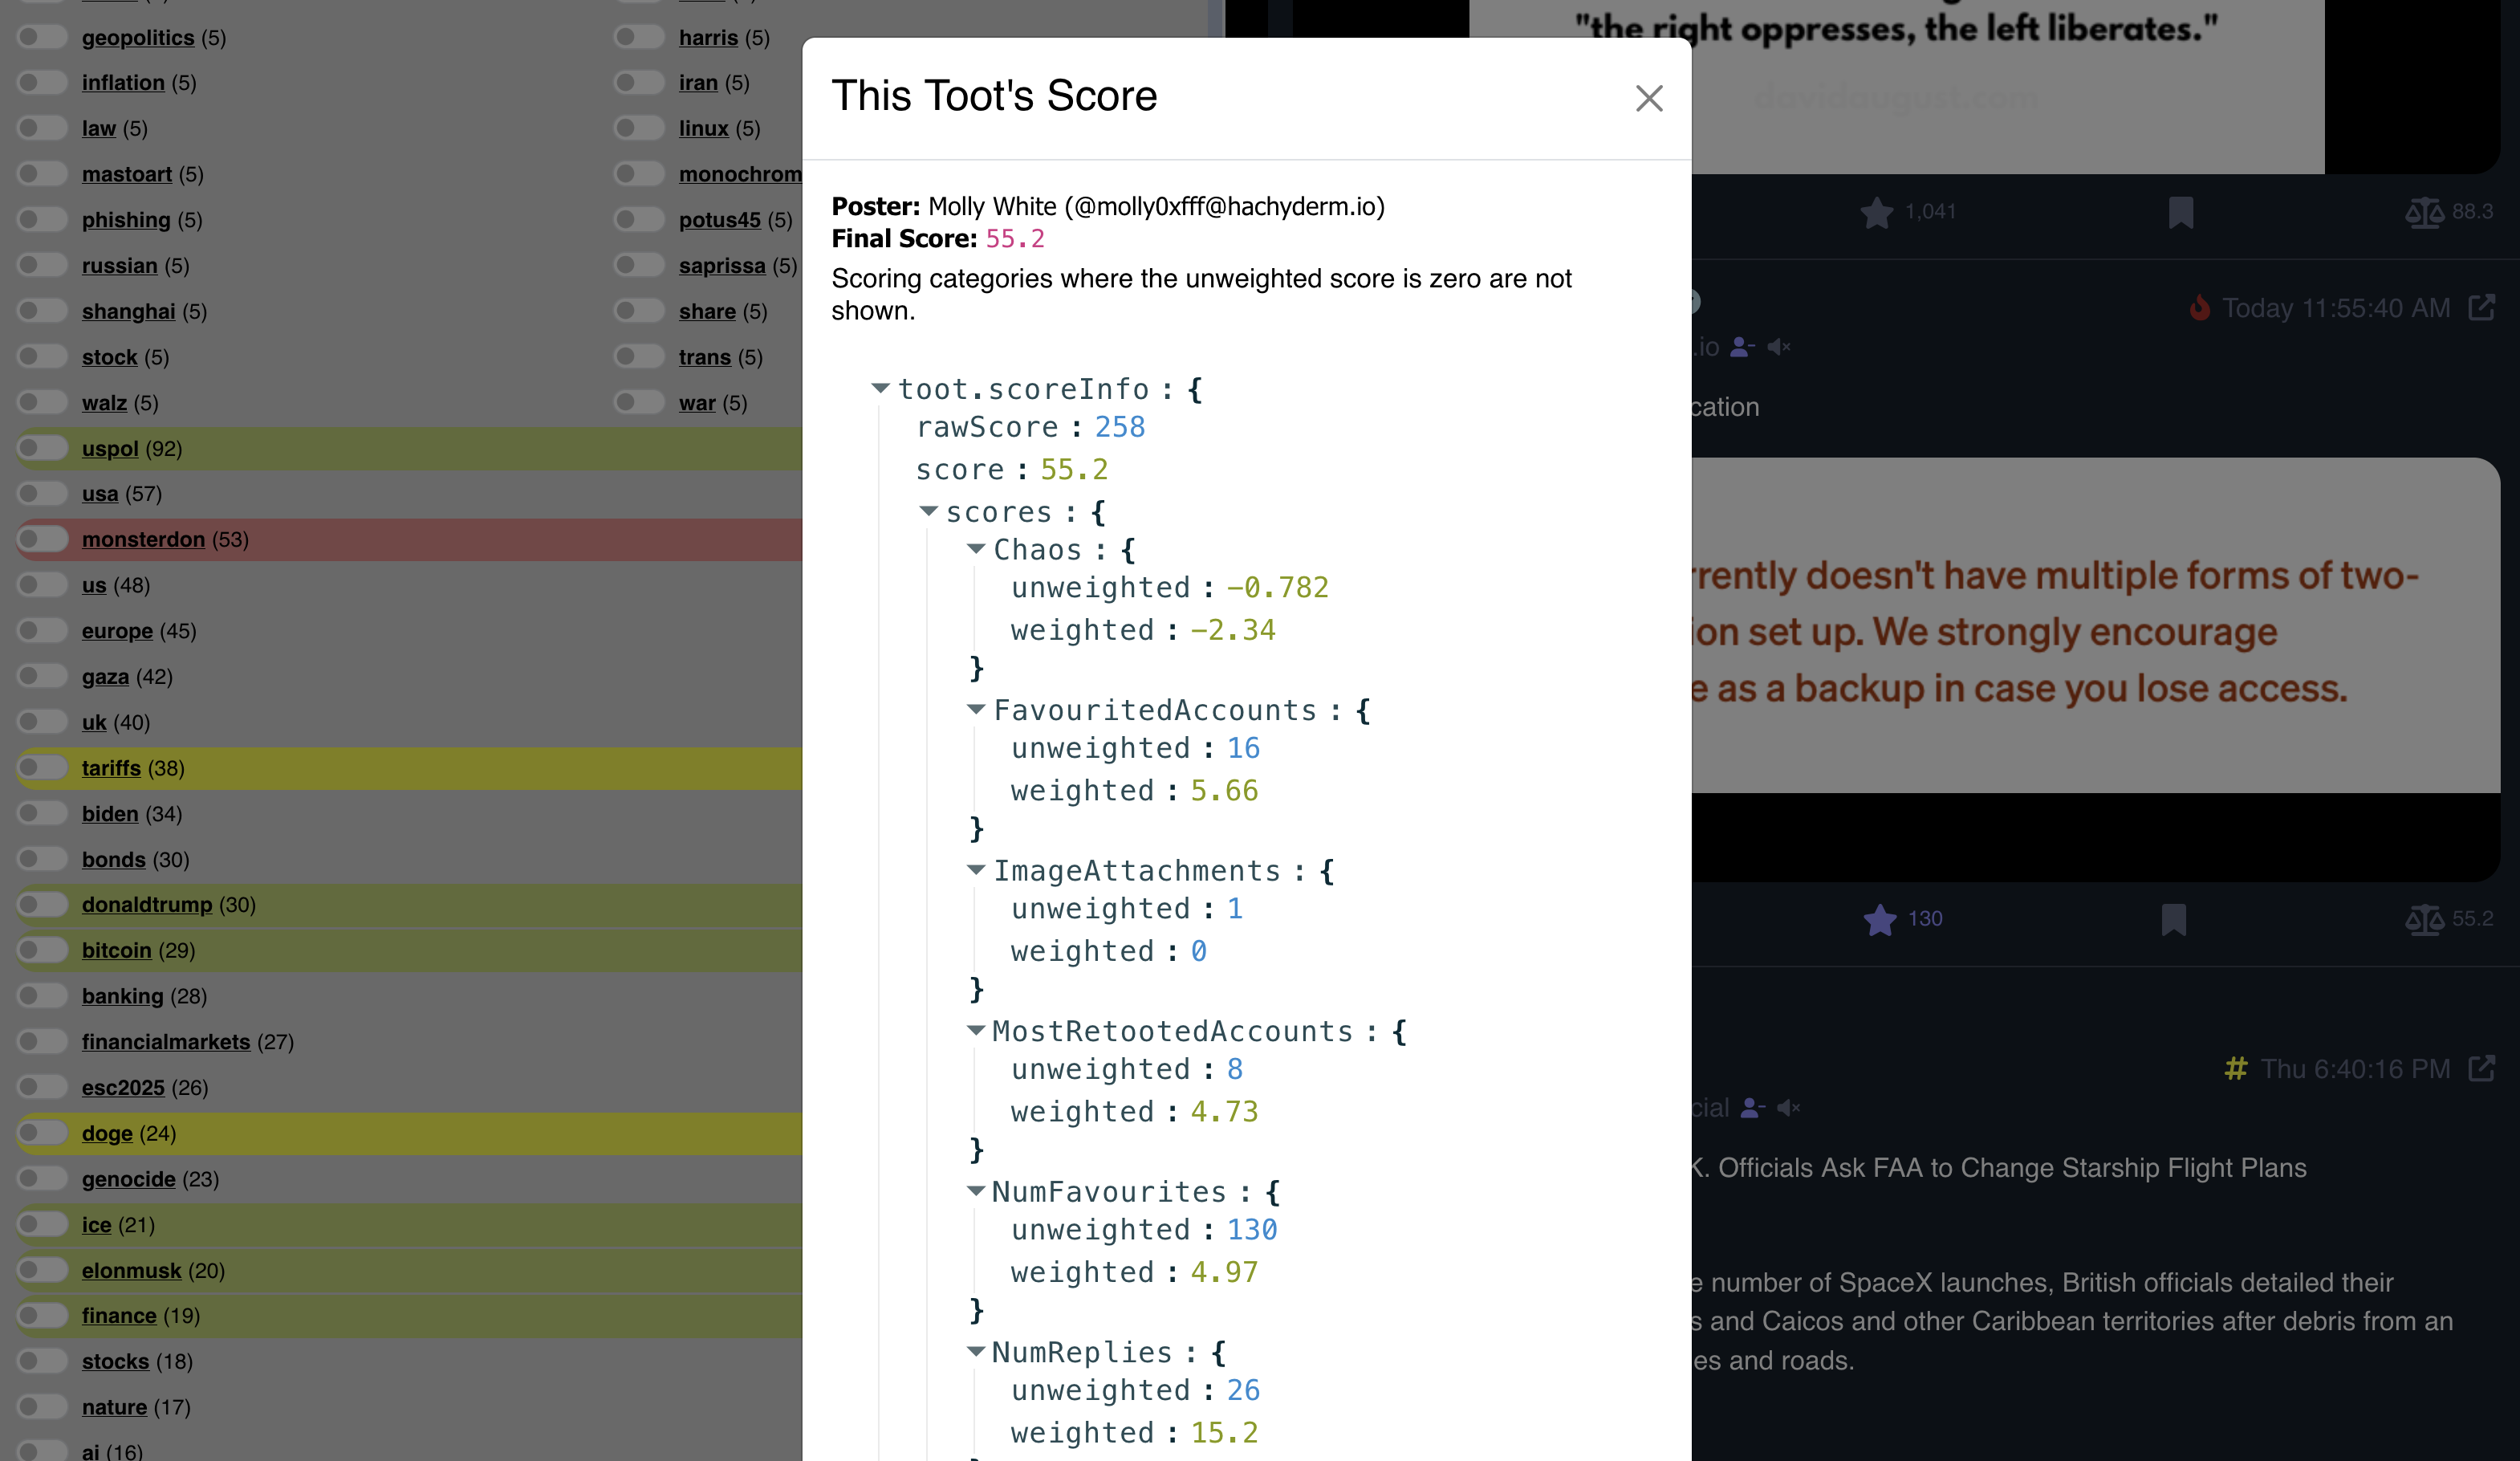 geopolitics (5)
inflation (5)
law (5)
mastoart (5)
phishing (5)
russian (5)
shanghai (5)
stock (5)
walz (5)
harris (5)
iran (5)
linux (5)
monochrom
potus45 (5)
saprissa (5)
share (5)
trans (5)
war (5)
uspol (92)
usa (57)
monsterdon (53)
us (48)
europe (45)
gaza (42)
uk (40)
tariffs (38)
biden (34)
bonds (30)
donaldtrump (30)
bitcoin (29)
banking (28)
financialmarkets (27)
esc2025 (26)
doge (24)
genocide (23)
ice (21)
elonmusk (20)
finance (19)
stocks (18)
nature (17)
ai (16)
This Toot's Score
Poster: Molly White (@molly0xfff@hachyderm.io)
Final Score: 55.2
Scoring categories where the unweighted score is zero are not
shown.
toot.scoreInfo : {
rawScore : 258
score : 55.2
scores : {
Chaos : {
unweighted : -0.782
weighted : -2.34
}
FavouritedAccounts : {
unweighted : 16
weighted : 5.66
}
ImageAttachments : {
unweighted : 1
weighted : 0
}
MostRetootedAccounts : {
unweighted : 8
weighted : 4.73
}
NumFavourites : {
unweighted : 130
weighted : 4.97
}
NumReplies : {
unweighted : 26
weighted : 15.2
"the right oppresses, the left liberates."
davidaugust.com
1,041
88.3
Today 11:55:40 AM
.io
cation
rrently doesn't have multiple forms of two-
ion set up. We strongly encourage
e as a backup in case you lose access.
130
55.2
# Thu 6:40:16 PM
cial
K. Officials Ask FAA to Change Starship Flight Plans
e number of SpaceX launches, British officials detailed their
s and Caicos and other Caribbean territories after debris from an
es and roads.